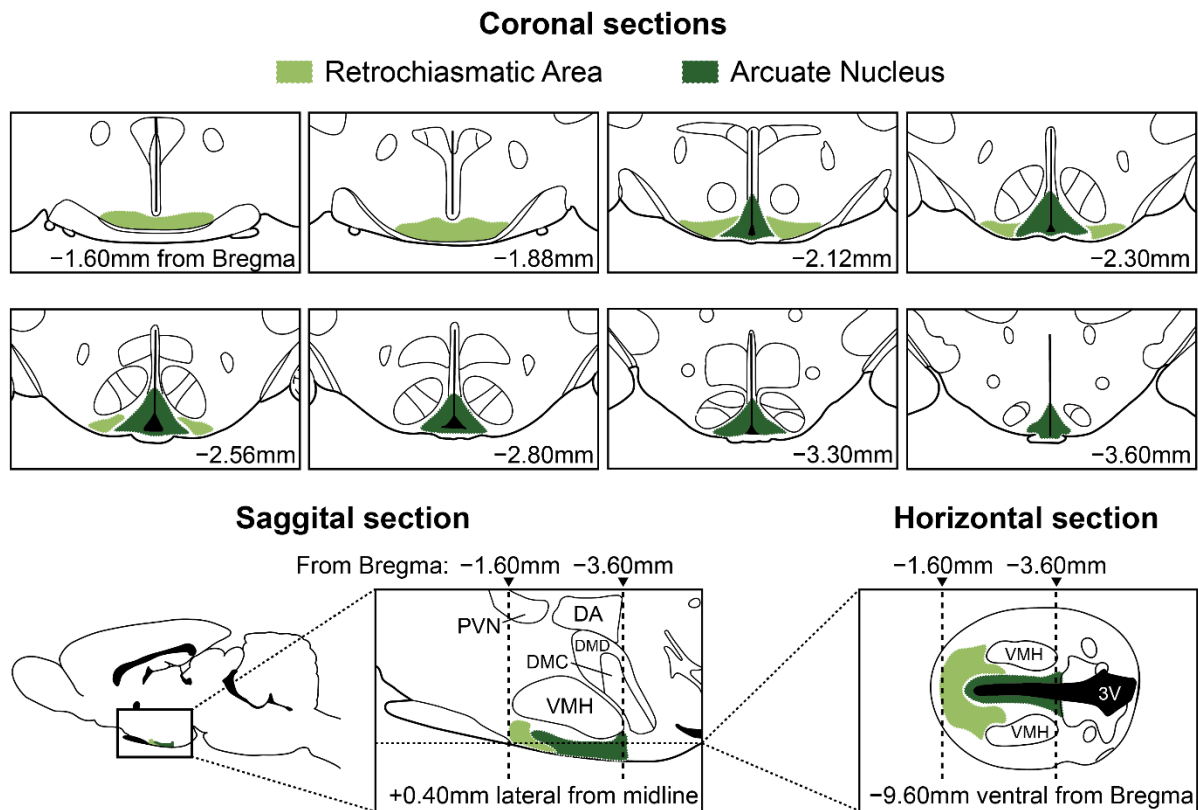 Coronal sections
Retrochiasmatic Area
Arcuate Nucleus
−1.60mm from Bregma
−1.88mm
−2.12mm
−2.30mm
−2.56mm
−2.80mm
−3.30mm
−3.60mm
Saggital section
From Bregma: −1.60mm −3.60mm
PVN
DA
DMD
DMC
VMH
+0.40mm lateral from midline
Horizontal section
−1.60mm −3.60mm
VMH
3V
VMH
−9.60mm ventral from Bregma